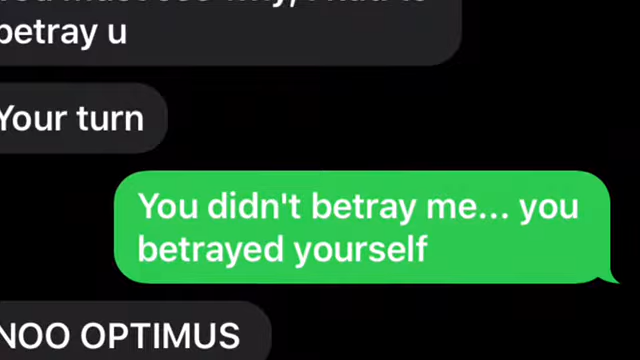 betray u
Your turn
You didn't betray me... you
betrayed yourself
NOO OPTIMUS